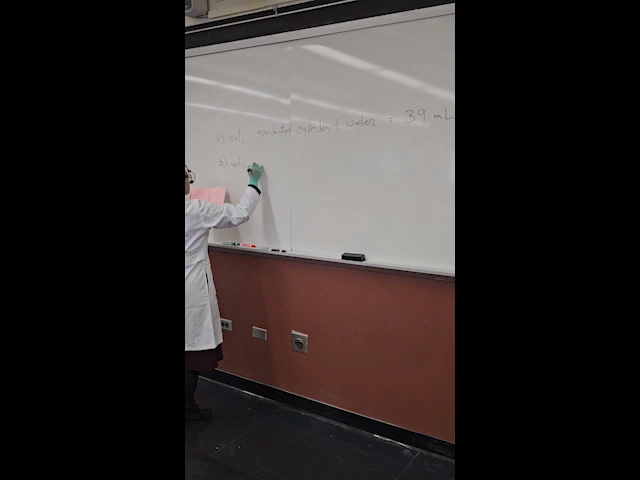 a) vol. graduated cylinder + water = 39 mL
b) vol.